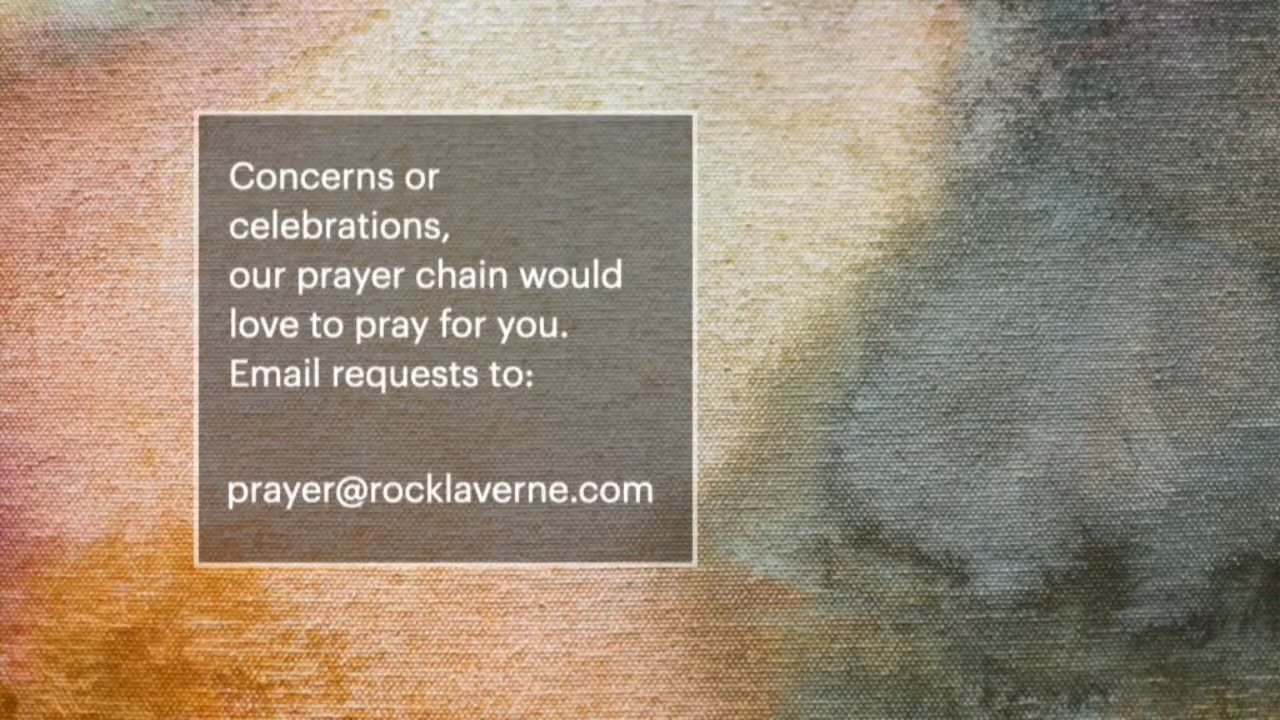 Concerns or
celebrations,
our prayer chain would
love to pray for you.
Email requests to:
prayer@rocklaverne.com